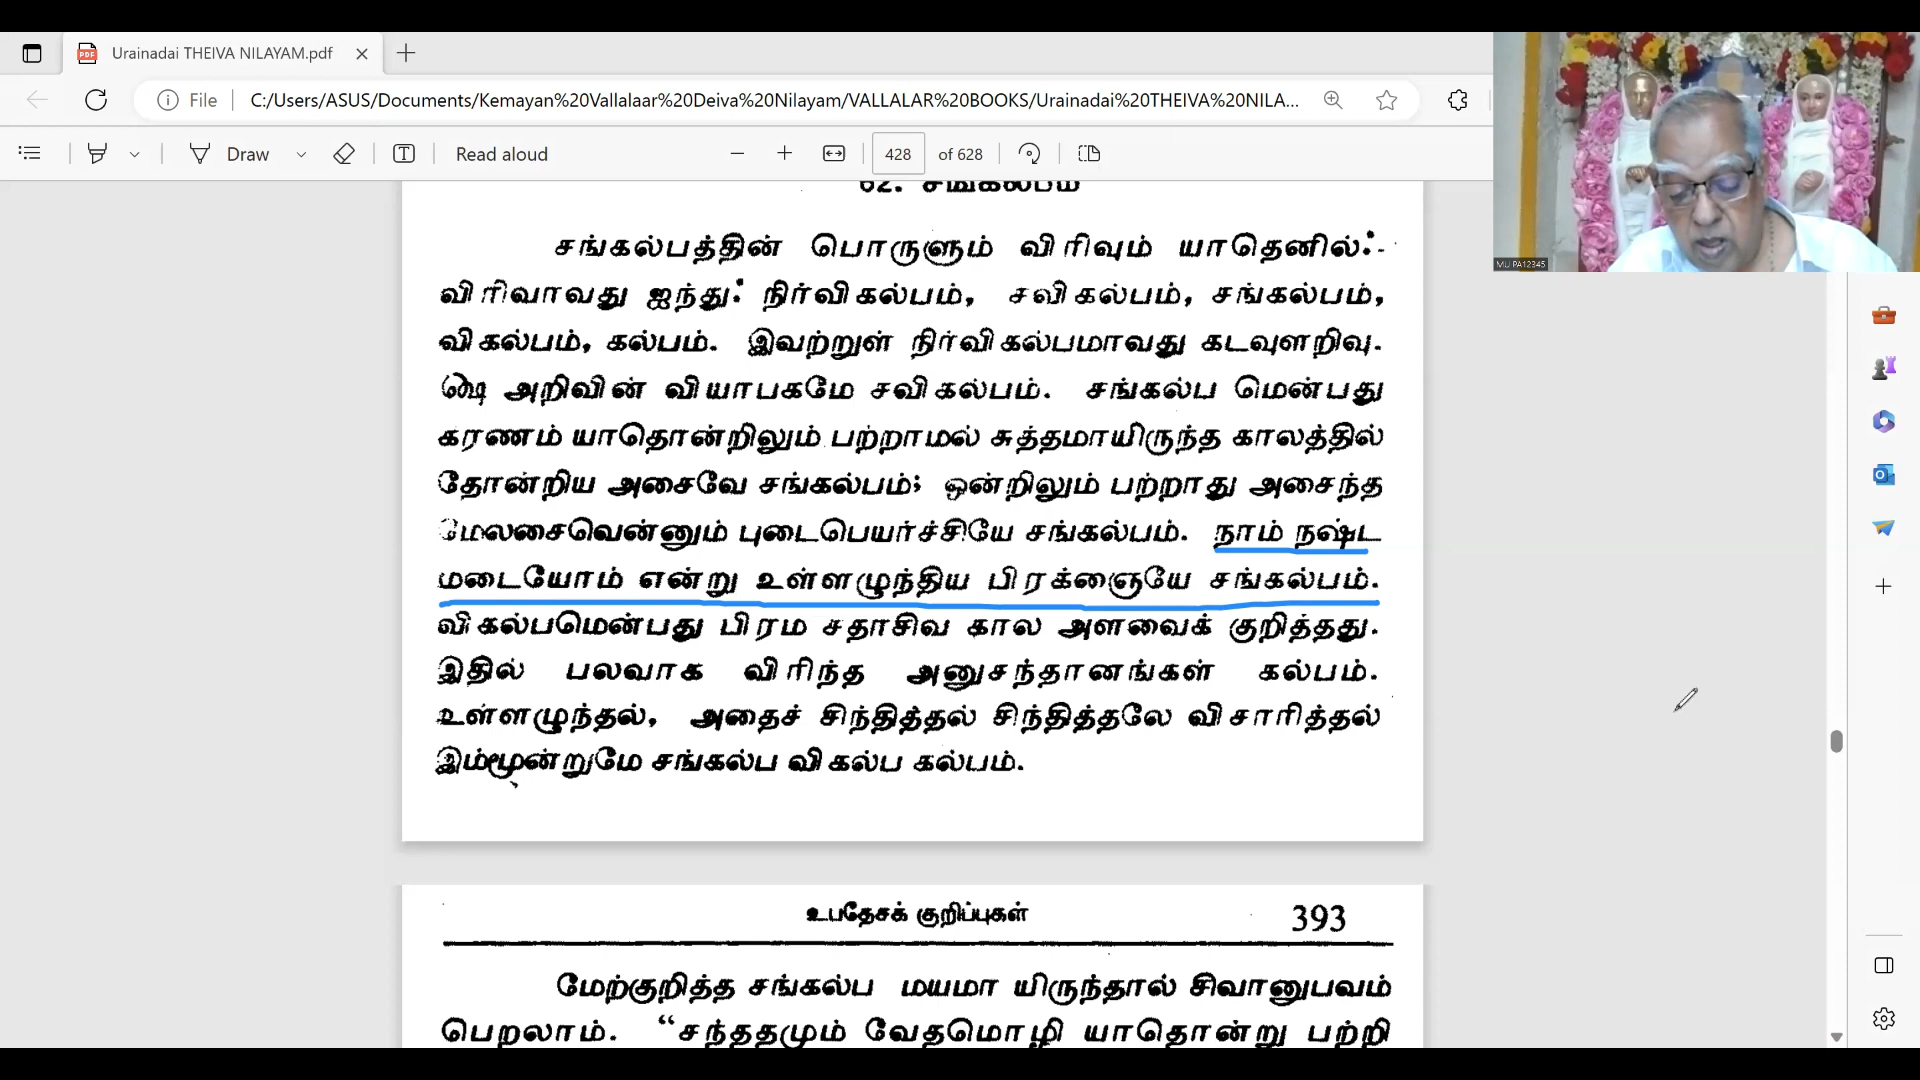 Urainadai THEIVA NILAYAM.pdf
File C:/Users/ASUS/Documents/Kemayan%20Vallalaar%20Deiva%20Nilayam/VALLALAR%20BOOKS/Urainadai%20THEIVA%20NILA...
Draw Read aloud 428 of 628
MU PA12345
62. சங்கல்பம்
சங்கல்பத்தின் பொருளும் விரிவும் யாதெனில்:-
விரிவாவது ஐந்து: நிர்விகல்பம், சவிகல்பம், சங்கல்பம்,
விகல்பம், கல்பம். இவற்றுள் நிர்விகல்பமாவது கடவுளறிவு.
௸ அறிவின் வியாபகமே சவிகல்பம். சங்கல்ப மென்பது
கரணம் யாதொன்றிலும் பற்றாமல் சுத்தமாயிருந்த காலத்தில்
தோன்றிய அசைவே சங்கல்பம்; ஒன்றிலும் பற்றாது அசைந்த
மேலசைவென்னும் புடைபெயர்ச்சியே சங்கல்பம். நாம் நஷ்ட
மடையோம் என்று உள்ளழுந்திய பிரக்ஞையே சங்கல்பம்.
விகல்பமென்பது பிரம சதாசிவ கால அளவைக் குறித்தது.
இதில் பலவாக விரிந்த அனுசந்தானங்கள் கல்பம்.
உள்ளழுந்தல், அதைச் சிந்தித்தல் சிந்தித்தலே விசாரித்தல்
இம்மூன்றுமே சங்கல்ப விகல்ப கல்பம்.
உபதேசக் குறிப்புகள் 393
மேற்குறித்த சங்கல்ப மயமா யிருந்தால் சிவானுபவம்
பெறலாம். “சந்ததமும் வேதமொழி யாதொன்று பற்றி